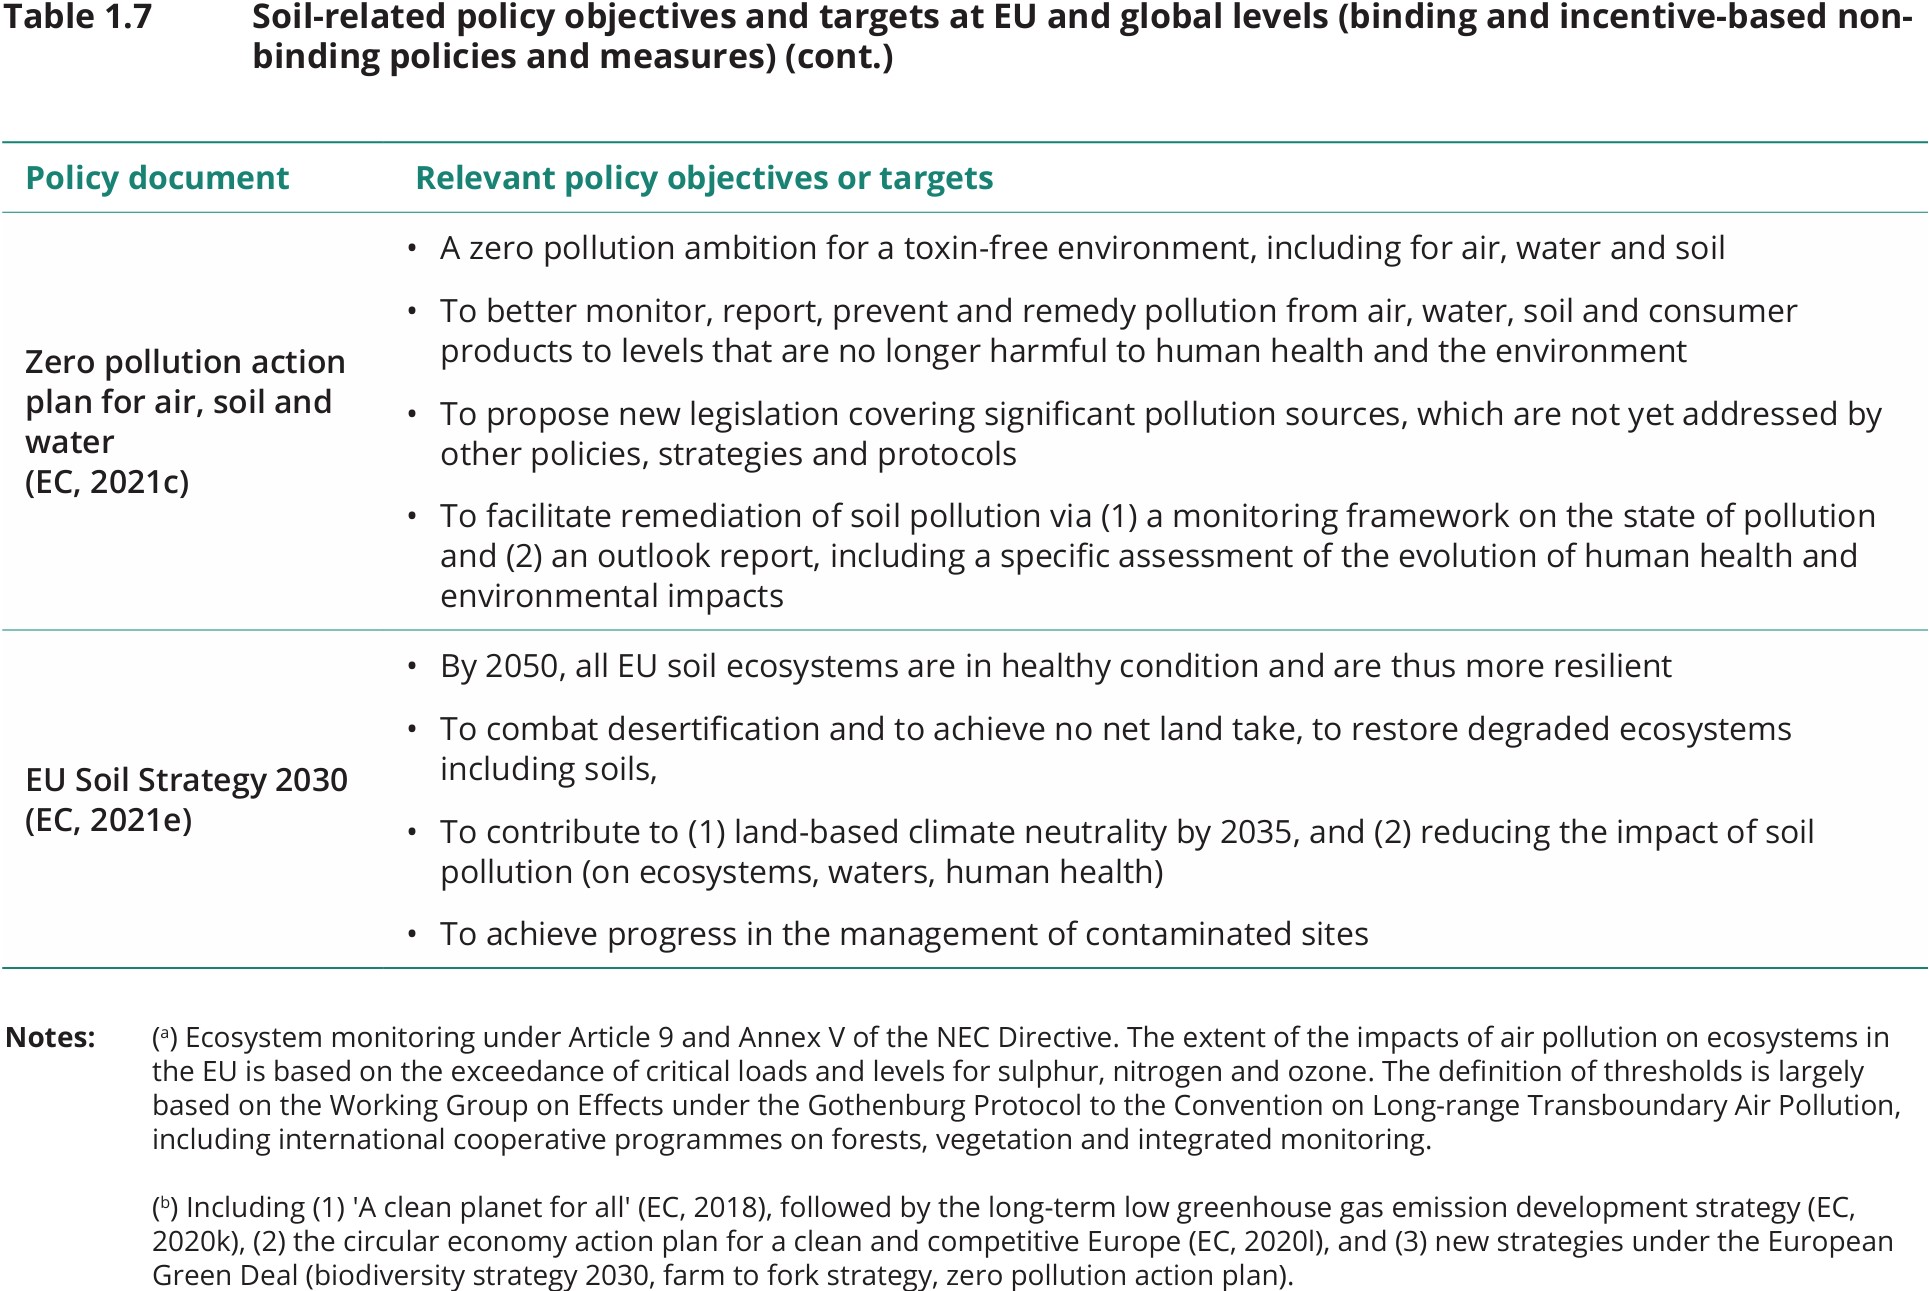 Table 1.7 Soil-related policy objectives and targets at EU and global levels (binding and incentive-based non-
binding policies and measures) (cont.)
Policy document Relevant policy objectives or targets
Zero pollution action
plan for air, soil and
water
(EC, 2021c)
• A zero pollution ambition for a toxin-free environment, including for air, water and soil
• To better monitor, report, prevent and remedy pollution from air, water, soil and consumer
products to levels that are no longer harmful to human health and the environment
• To propose new legislation covering significant pollution sources, which are not yet addressed by
other policies, strategies and protocols
• To facilitate remediation of soil pollution via (1) a monitoring framework on the state of pollution
and (2) an outlook report, including a specific assessment of the evolution of human health and
environmental impacts
EU Soil Strategy 2030
(EC, 2021e)
• By 2050, all EU soil ecosystems are in healthy condition and are thus more resilient
• To combat desertification and to achieve no net land take, to restore degraded ecosystems
including soils,
• To contribute to (1) land-based climate neutrality by 2035, and (2) reducing the impact of soil
pollution (on ecosystems, waters, human health)
• To achieve progress in the management of contaminated sites
Notes: (ᵃ) Ecosystem monitoring under Article 9 and Annex V of the NEC Directive. The extent of the impacts of air pollution on ecosystems in
the EU is based on the exceedance of critical loads and levels for sulphur, nitrogen and ozone. The definition of thresholds is largely
based on the Working Group on Effects under the Gothenburg Protocol to the Convention on Long-range Transboundary Air Pollution,
including international cooperative programmes on forests, vegetation and integrated monitoring.
(ᵇ) Including (1) 'A clean planet for all' (EC, 2018), followed by the long-term low greenhouse gas emission development strategy (EC,
2020k), (2) the circular economy action plan for a clean and competitive Europe (EC, 2020l), and (3) new strategies under the European
Green Deal (biodiversity strategy 2030, farm to fork strategy, zero pollution action plan).